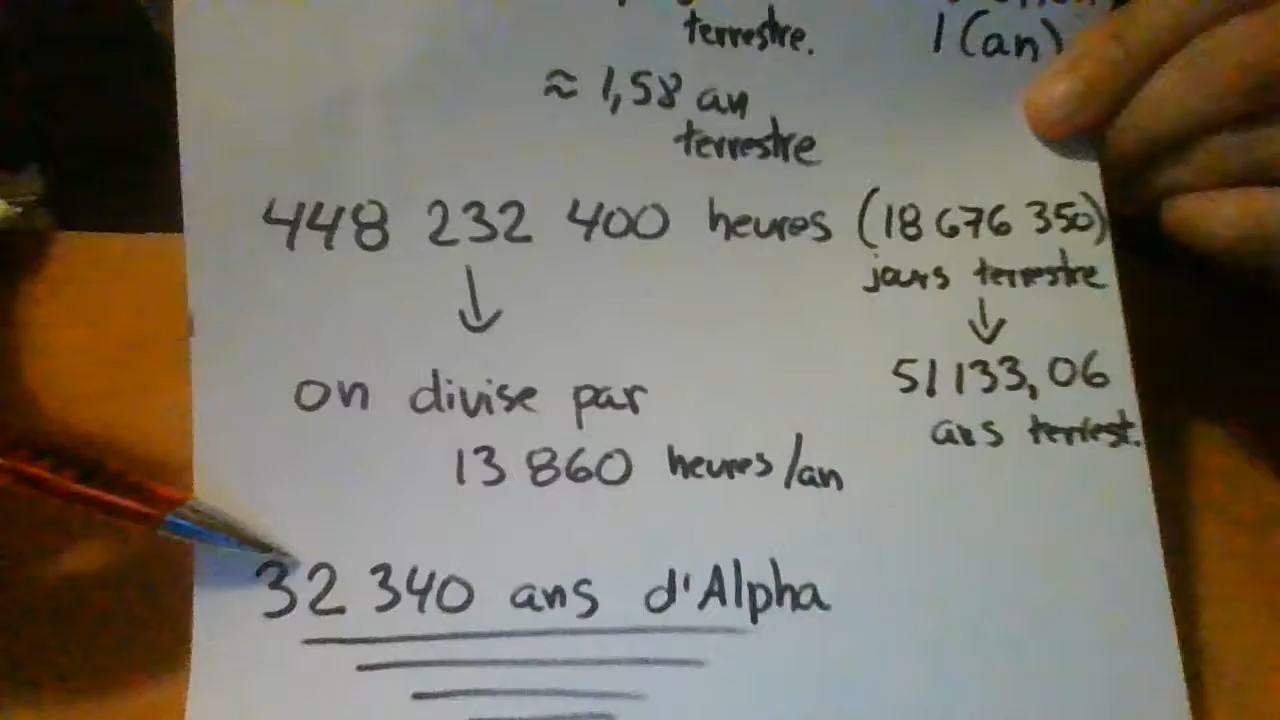 terrestre. 1 (an)
≈ 1,58 an
terrestre
448 232 400 heures (18 676 350)
jours terrestre
↓ ↓
51 133, 06
on divise par
ans terrest.
13 860 heures/an
32 340 ans d'Alpha